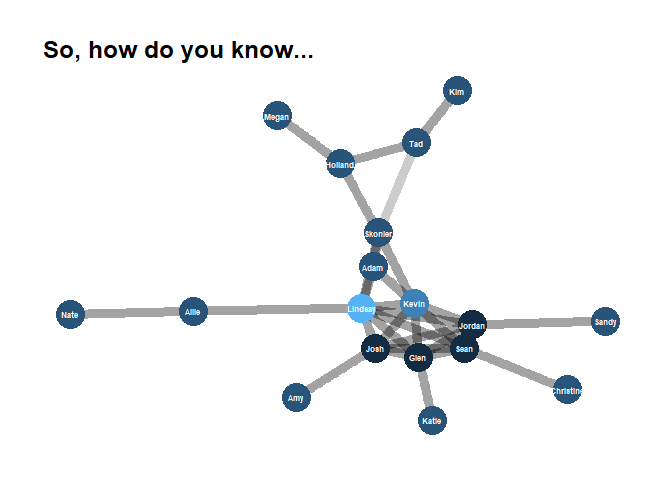 So, how do you know...
Kim
Megan
Tad
Holland
Skonier
Adam
Kevin
Lindsay
Allie
Nate
Jordan
Sandy
Josh
Sean
Glen
Christine
Amy
Katie